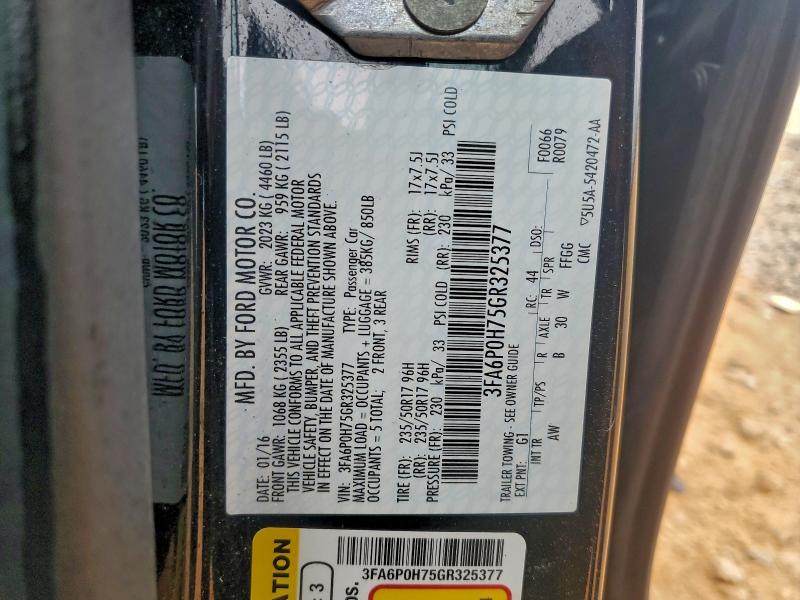 MFD. BY FORD MOTOR CO.
DATE: 01/16 GVWR: 2023 KG (4460 LB)
FRONT GAWR: 1068 KG (2355 LB) REAR GAWR: 959 KG (2115 LB)
THIS VEHICLE CONFORMS TO ALL APPLICABLE FEDERAL MOTOR
VEHICLE SAFETY, BUMPER, AND THEFT PREVENTION STANDARDS
IN EFFECT ON THE DATE OF MANUFACTURE SHOWN ABOVE.
VIN: 3FA6P0H75GR325377 TYPE: Passenger Car
MAXIMUM LOAD = OCCUPANTS + LUGGAGE = 385KG/ 850LB
OCCUPANTS = 5 TOTAL; 2 FRONT, 3 REAR
TIRE (FR): 235/50R17 96H RIMS (FR): 17x7.5J
(RR): 235/50R17 96H (RR): 17x7.5J
PRESSURE (FR): 230 kPa/ 33 PSI COLD (RR): 230 kPa/ 33 PSI COLD
3FA6P0H75GR325377
TRAILER TOWING - SEE OWNER GUIDE F0066
EXT PNT: G1 RC: 44 DSO: R0079
INT TR TP/PS R AXLE TR SPR
AW B 30 W FFGG
CMC ▽5U5A-5420472-AA
3FA6P0H75GR325377